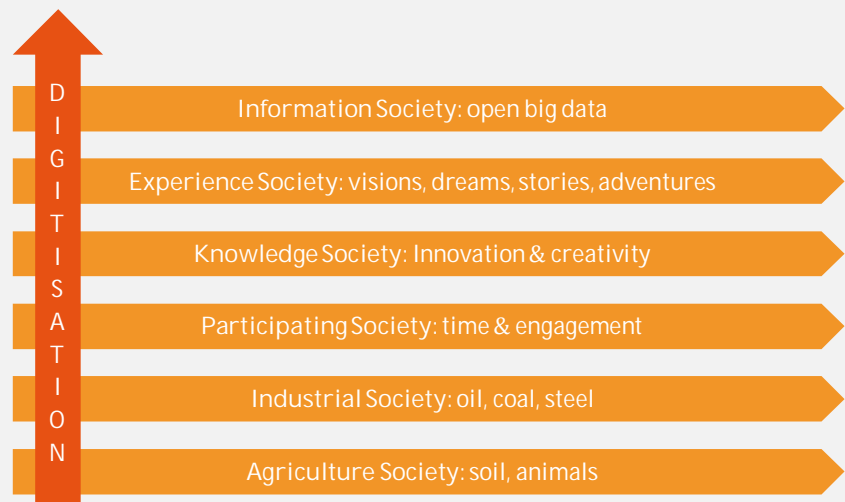 DIGITISATION
Information Society: open big data
Experience Society: visions, dreams, stories, adventures
Knowledge Society: Innovation & creativity
Participating Society: time & engagement
Industrial Society: oil, coal, steel
Agriculture Society: soil, animals